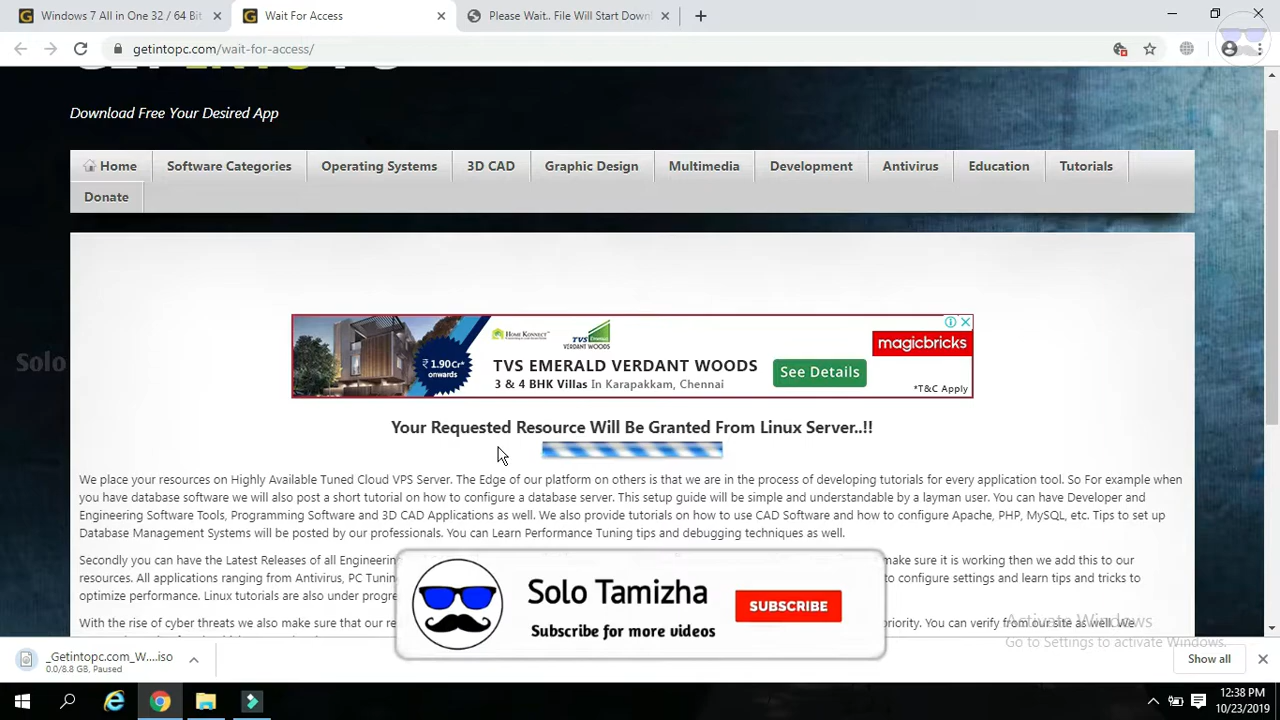 Windows 7 All in One 32 / 64 Bit
Wait For Access
Please Wait.. File Will Start Down
getintopc.com/wait-for-access/
Download Free Your Desired App
Home
Software Categories
Operating Systems
3D CAD
Graphic Design
Multimedia
Development
Antivirus
Education
Tutorials
Donate
Solo
₹ 1.90 Cr*
onwards
HOME KONNECT
TVS EMERALD
VERDANT WOODS
TVS EMERALD VERDANT WOODS
3 & 4 BHK Villas In Karapakkam, Chennai
See Details
magicbricks
*T&C Apply
Your Requested Resource Will Be Granted From Linux Server..!!
We place your resources on Highly Available Tuned Cloud VPS Server. The Edge of our platform on others is that we are in the process of developing tutorials for every application tool. So For example when
you have database software we will also post a short tutorial on how to configure a database server. This setup guide will be simple and understandable by a layman user. You can have Developer and
Engineering Software Tools, Programming Software and 3D CAD Applications as well. We also provide tutorials on how to use CAD Software and how to configure Apache, PHP, MySQL, etc. Tips to set up
Database Management Systems will be posted by our professionals. You can Learn Performance Tuning tips and debugging techniques as well.
Secondly you can have the Latest Releases of all Engineering make sure it is working then we add this to our
resources. All applications ranging from Antivirus, PC Tunin to configure settings and learn tips and tricks to
optimize performance. Linux tutorials are also under progre
With the rise of cyber threats we also make sure that our re priority. You can verify from our site as well. We
Solo Tamizha
Subscribe for more videos
SUBSCRIBE
Activate Windows
Go to Settings to activate Windows.
_Getintopc.com_W....iso
0.0/8.8 GB, Paused
Show all
12:38 PM
10/23/2019